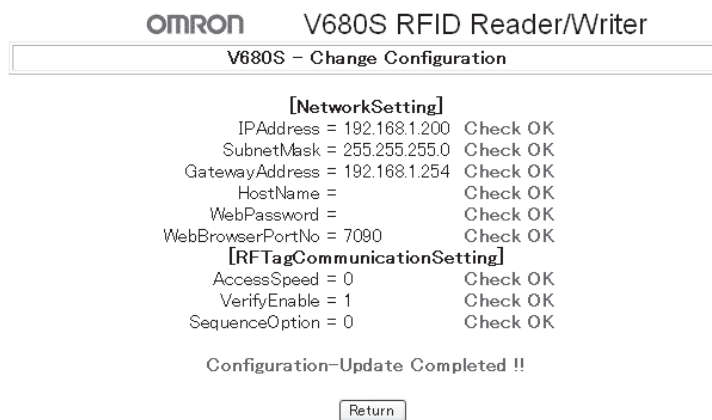 OMRON V680S RFID Reader/Writer
V680S - Change Configuration
[NetworkSetting]
IPAddress = 192.168.1.200 Check OK
SubnetMask = 255.255.255.0 Check OK
GatewayAddress = 192.168.1.254 Check OK
HostName = Check OK
WebPassword = Check OK
WebBrowserPortNo = 7090 Check OK
[RFTagCommunicationSetting]
AccessSpeed = 0 Check OK
VerifyEnable = 1 Check OK
SequenceOption = 0 Check OK
Configuration-Update Completed !!
Return